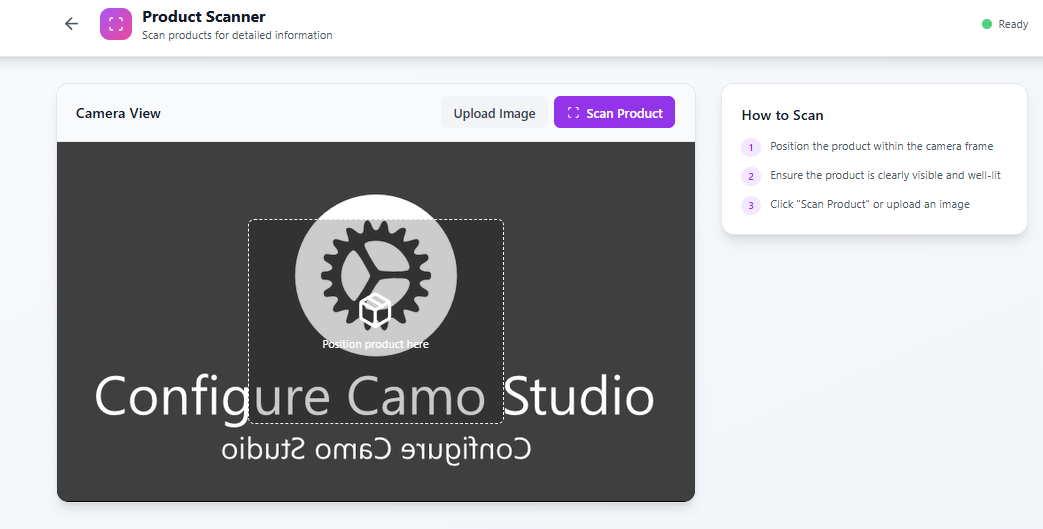 Product Scanner
Scan products for detailed information
Ready
Camera View
Upload Image
Scan Product
Position product here
Configure Camo Studio
Configure Camo Studio
How to Scan
1 Position the product within the camera frame
2 Ensure the product is clearly visible and well-lit
3 Click "Scan Product" or upload an image